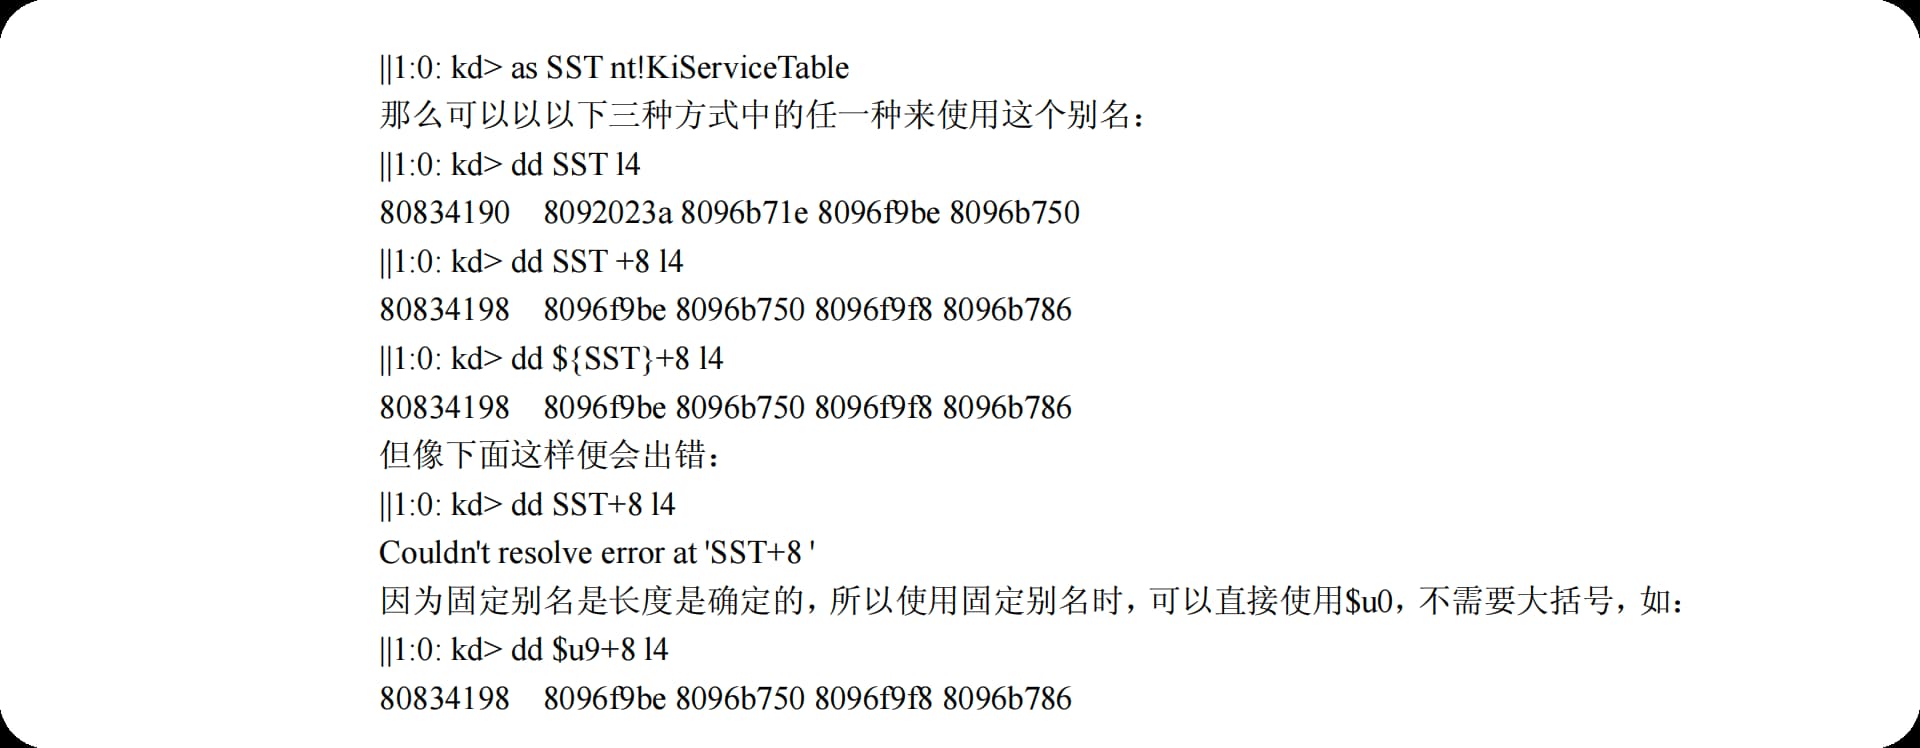 ||1:0: kd> as SST nt!KiServiceTable
那么可以以以下三种方式中的任一种来使用这个别名：
||1:0: kd> dd SST l4
80834190    8092023a 8096b71e 8096f9be 8096b750
||1:0: kd> dd SST +8 l4
80834198    8096f9be 8096b750 8096f9f8 8096b786
||1:0: kd> dd ${SST}+8 l4
80834198    8096f9be 8096b750 8096f9f8 8096b786
但像下面这样便会出错：
||1:0: kd> dd SST+8 l4
Couldn't resolve error at 'SST+8 '
因为固定别名是长度是确定的，所以使用固定别名时，可以直接使用$u0，不需要大括号，如：
||1:0: kd> dd $u9+8 l4
80834198    8096f9be 8096b750 8096f9f8 8096b786